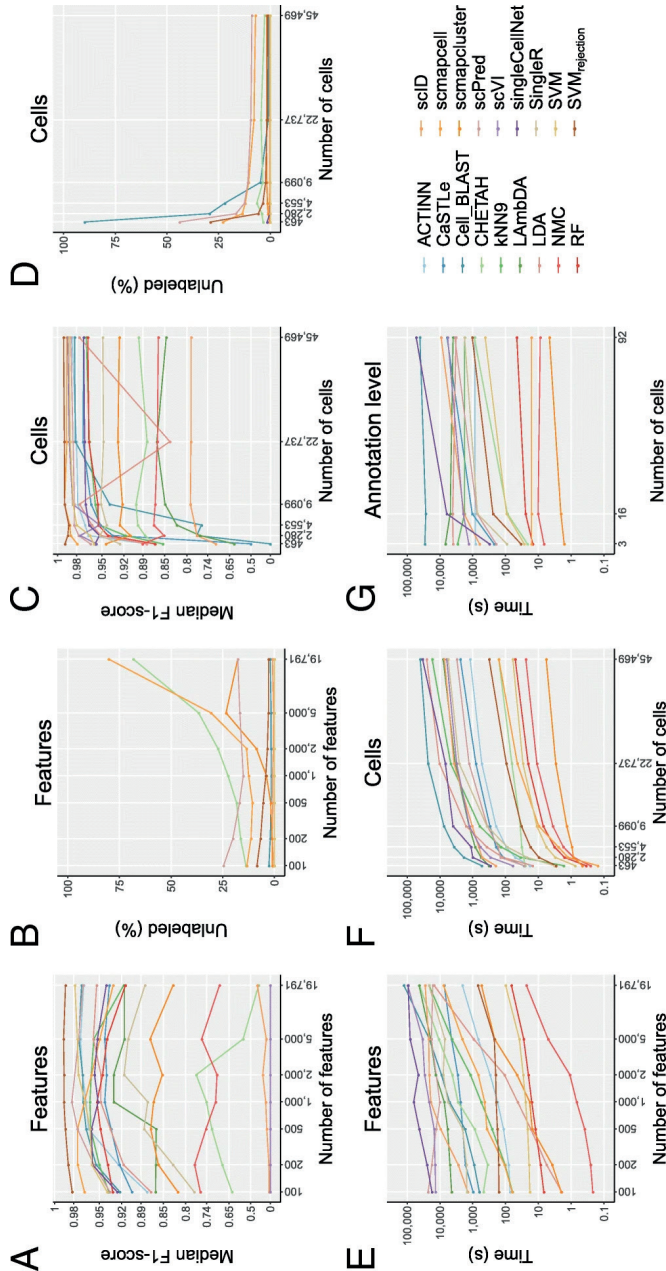 A
Features
Median F1-score
1
0.98
0.95
0.92
0.89
0.84
0.74
0.65
0
100
200
500
1,000
2,000
5,000
19,791
Number of features
B
Features
Unlabeled (%)
100
75
50
25
0
100
200
500
1,000
2,000
5,000
19,791
Number of features
C
Cells
Median F1-score
1
0.98
0.95
0.92
0.89
0.84
0.74
0.65
0
463
2,280
4,553
9,099
22,737
45,469
Number of cells
D
Cells
Unlabeled (%)
100
75
50
25
0
463
2,280
4,553
9,099
22,737
45,469
Number of cells
E
Features
Time (s)
100,000
10,000
1,000
100
10
1
0.1
100
200
500
1,000
2,000
5,000
19,791
Number of features
F
Cells
Time (s)
100,000
10,000
1,000
100
10
1
0.1
463
2,280
4,553
9,099
22,737
45,469
Number of cells
G
Annotation level
Time (s)
100,000
10,000
1,000
100
10
1
0.1
3
16
92
Number of cells
ACTINN
CaSTLe
Cell_BLAST
CHETAH
kNN9
LAmbDA
LDA
NMC
RF
scID
scmapcell
scmapcluster
scPred
scVI
singleCellNet
SingleR
SVM
SVMrejection